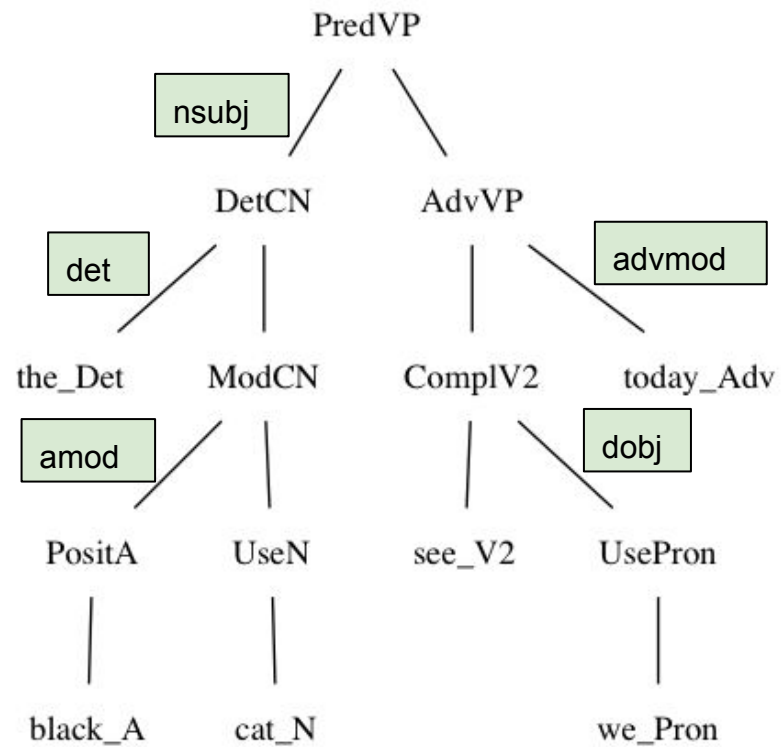 PredVP
nsubj
DetCN AdvVP
det advmod
the_Det ModCN ComplV2 today_Adv
amod dobj
PositA UseN see_V2 UsePron
black_A cat_N we_Pron